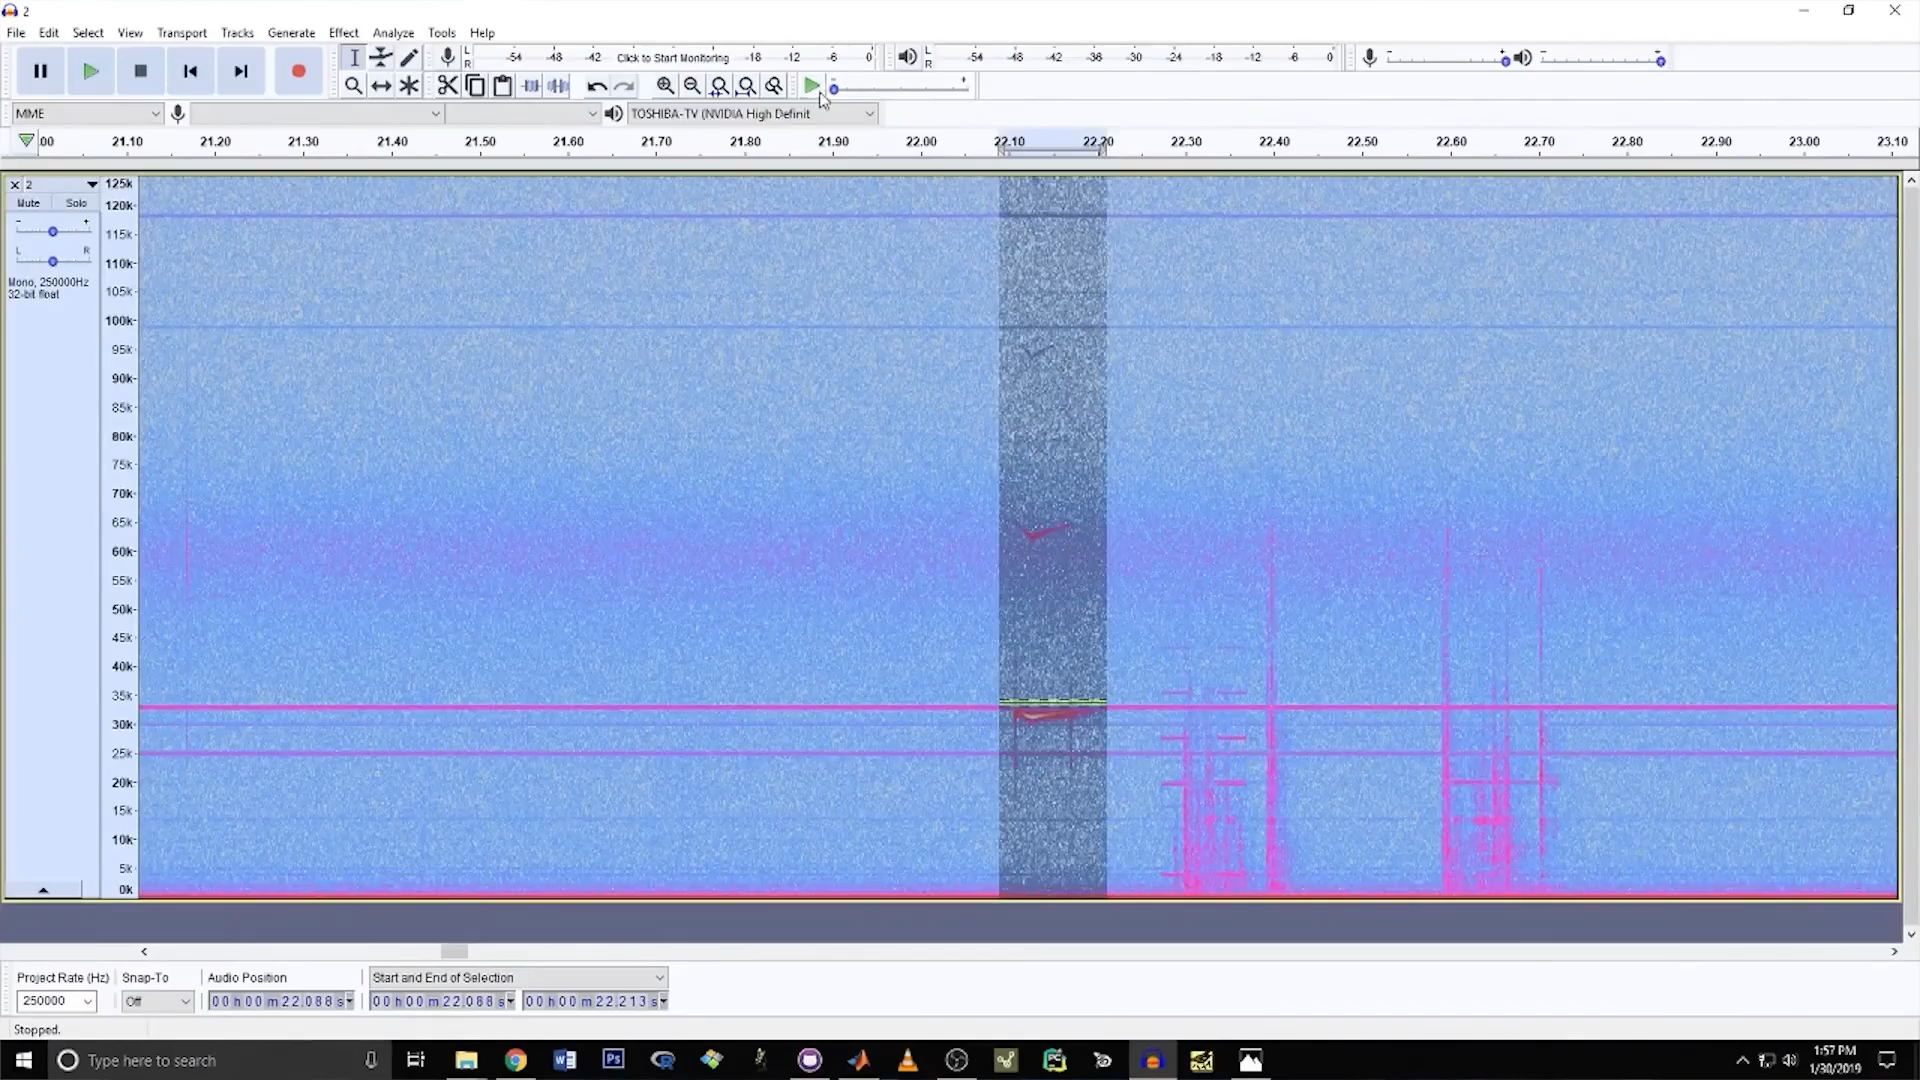 2
File Edit Select View Transport Tracks Generate Effect Analyze Tools Help
L R -54 -48 -42 Click to Start Monitoring -18 -12 -6 0 L R -54 -48 -42 -36 -30 -24 -18 -12 -6 0
MME TOSHIBA-TV (NVIDIA High Definit
00 21.10 21.20 21.30 21.40 21.50 21.60 21.70 21.80 21.90 22.00 22.10 22.20 22.30 22.40 22.50 22.60 22.70 22.80 22.90 23.00 23.10
2
Mute Solo
- +
L R
Mono, 250000Hz
32-bit float
125k
120k
115k
110k
105k
100k
95k
90k
85k
80k
75k
70k
65k
60k
55k
50k
45k
40k
35k
30k
25k
20k
15k
10k
5k
0k
Project Rate (Hz) Snap-To Audio Position Start and End of Selection
250000 Off 00 h 00 m 22.088 s 00 h 00 m 22.088 s 00 h 00 m 22.213 s
Stopped.
Type here to search
1:57 PM
1/30/2019